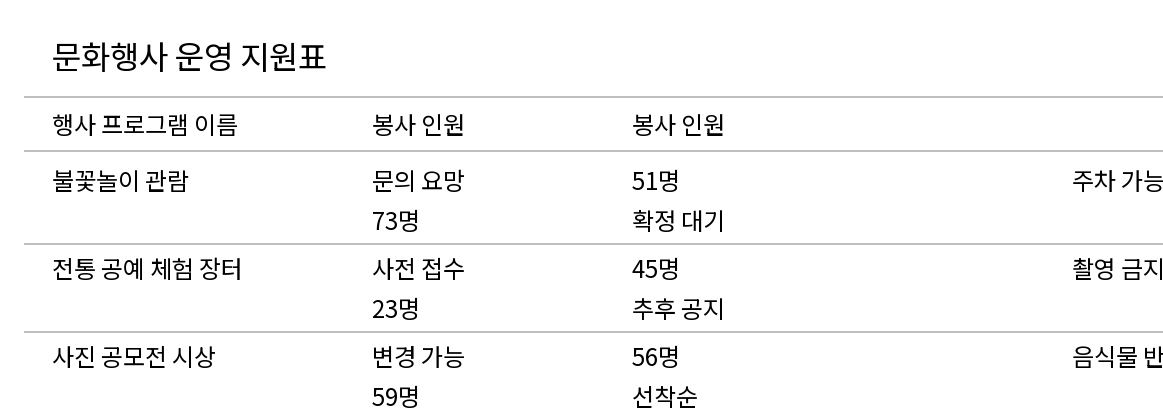 문화행사 운영 지원표
행사 프로그램 이름 봉사 인원 봉사 인원
불꽃놀이 관람 문의 요망 51명 주차 가능
73명 확정 대기
전통 공예 체험 장터 사전 접수 45명 촬영 금지
23명 추후 공지
사진 공모전 시상 변경 가능 56명 음식물 반
59명 선착순